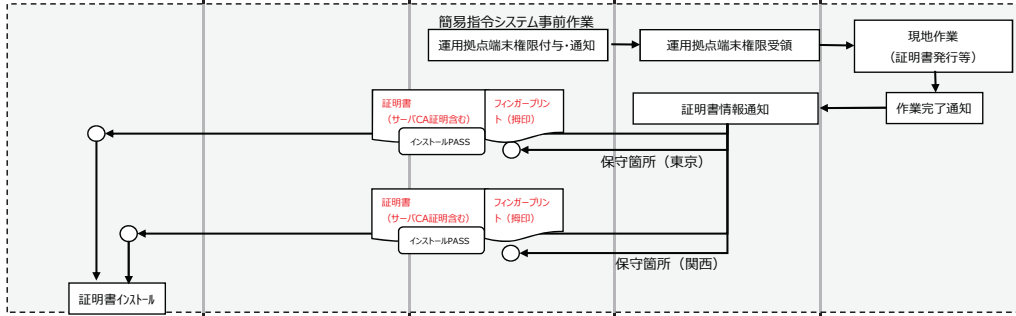 簡易指令システム事前作業
運用拠点端末権限付与・通知
運用拠点端末権限受領
現地作業
（証明書発行等）
証明書情報通知
作業完了通知
証明書
（サーバCA証明含む）
フィンガープリン
ト（拇印）
インストールPASS
保守箇所（東京）
証明書
（サーバCA証明含む）
フィンガープリン
ト（拇印）
インストールPASS
保守箇所（関西）
証明書インストール